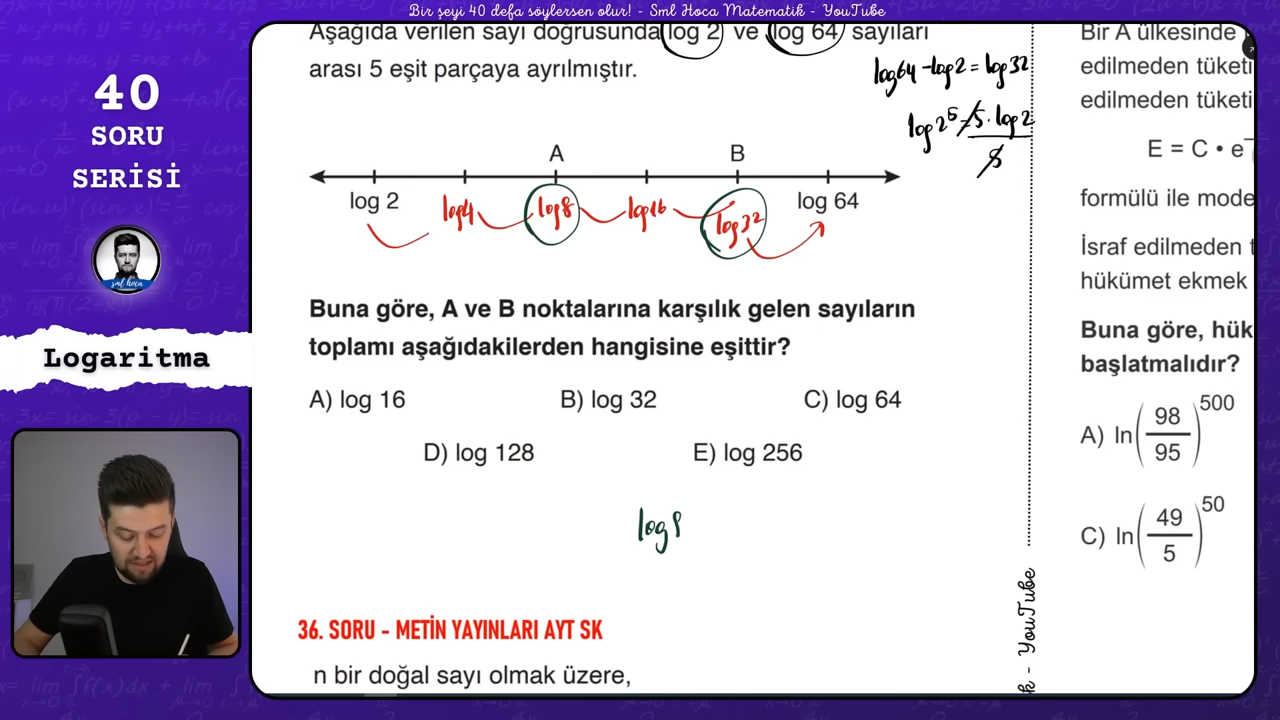 Bir şeyi 40 defa söylersen olur! - Sml Hoca Matematik - YouTube
40
SORU
SERİSİ
sml hoca
Logaritma
Aşağıda verilen sayı doğrusunda log 2 ve log 64 sayıları
arası 5 eşit parçaya ayrılmıştır.
log64 - log2 = log32
log2⁵ = 5 . log2
5
A B
log 2 log4 log8 log16 log32 log 64
Buna göre, A ve B noktalarına karşılık gelen sayıların
toplamı aşağıdakilerden hangisine eşittir?
A) log 16 B) log 32 C) log 64
D) log 128 E) log 256
log8
36. SORU - METİN YAYINLARI AYT SK
n bir doğal sayı olmak üzere,
k - YouTube
Bir A ülkesinde
edilmeden tüketi
edilmeden tüketi
E = C • e
formülü ile mode
İsraf edilmeden t
hükümet ekmek
Buna göre, hük
başlatmalıdır?
A) ln(98/95)^500
C) ln(49/5)^50